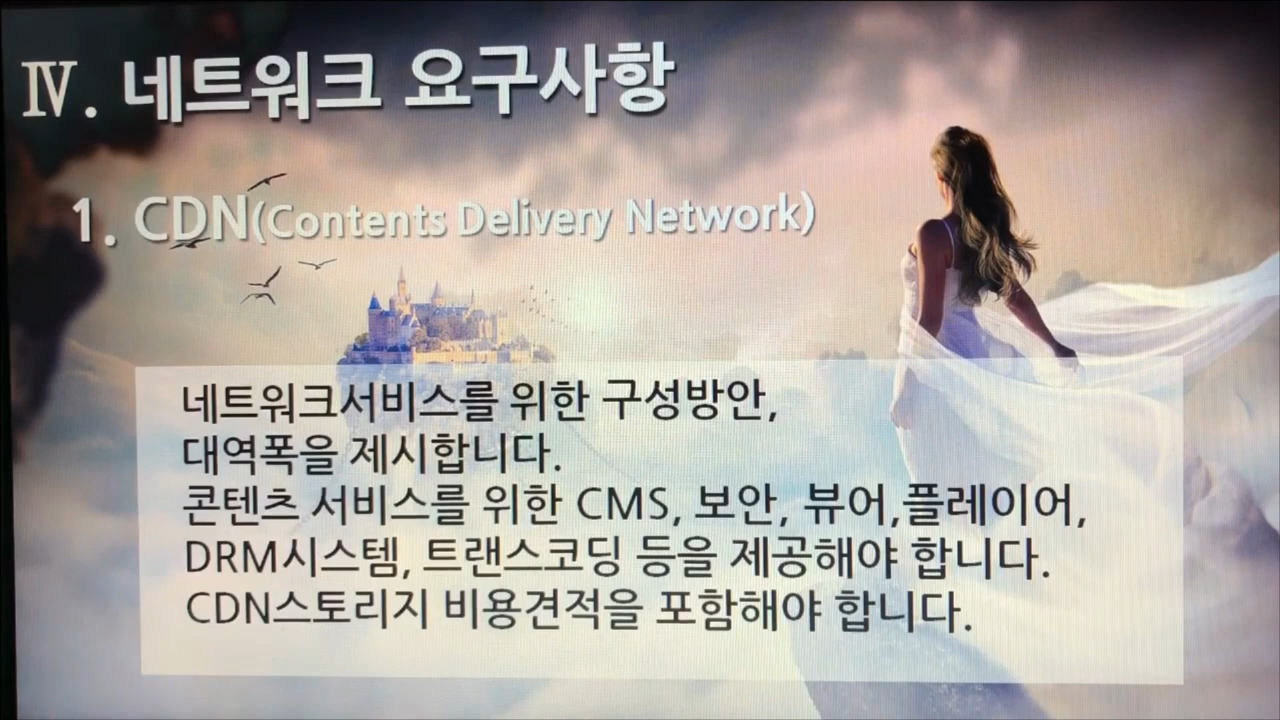 Ⅳ. 네트워크 요구사항
1. CDN(Contents Delivery Network)
네트워크서비스를 위한 구성방안,
대역폭을 제시합니다.
콘텐츠 서비스를 위한 CMS, 보안, 뷰어,플레이어,
DRM시스템, 트랜스코딩 등을 제공해야 합니다.
CDN스토리지 비용견적을 포함해야 합니다.